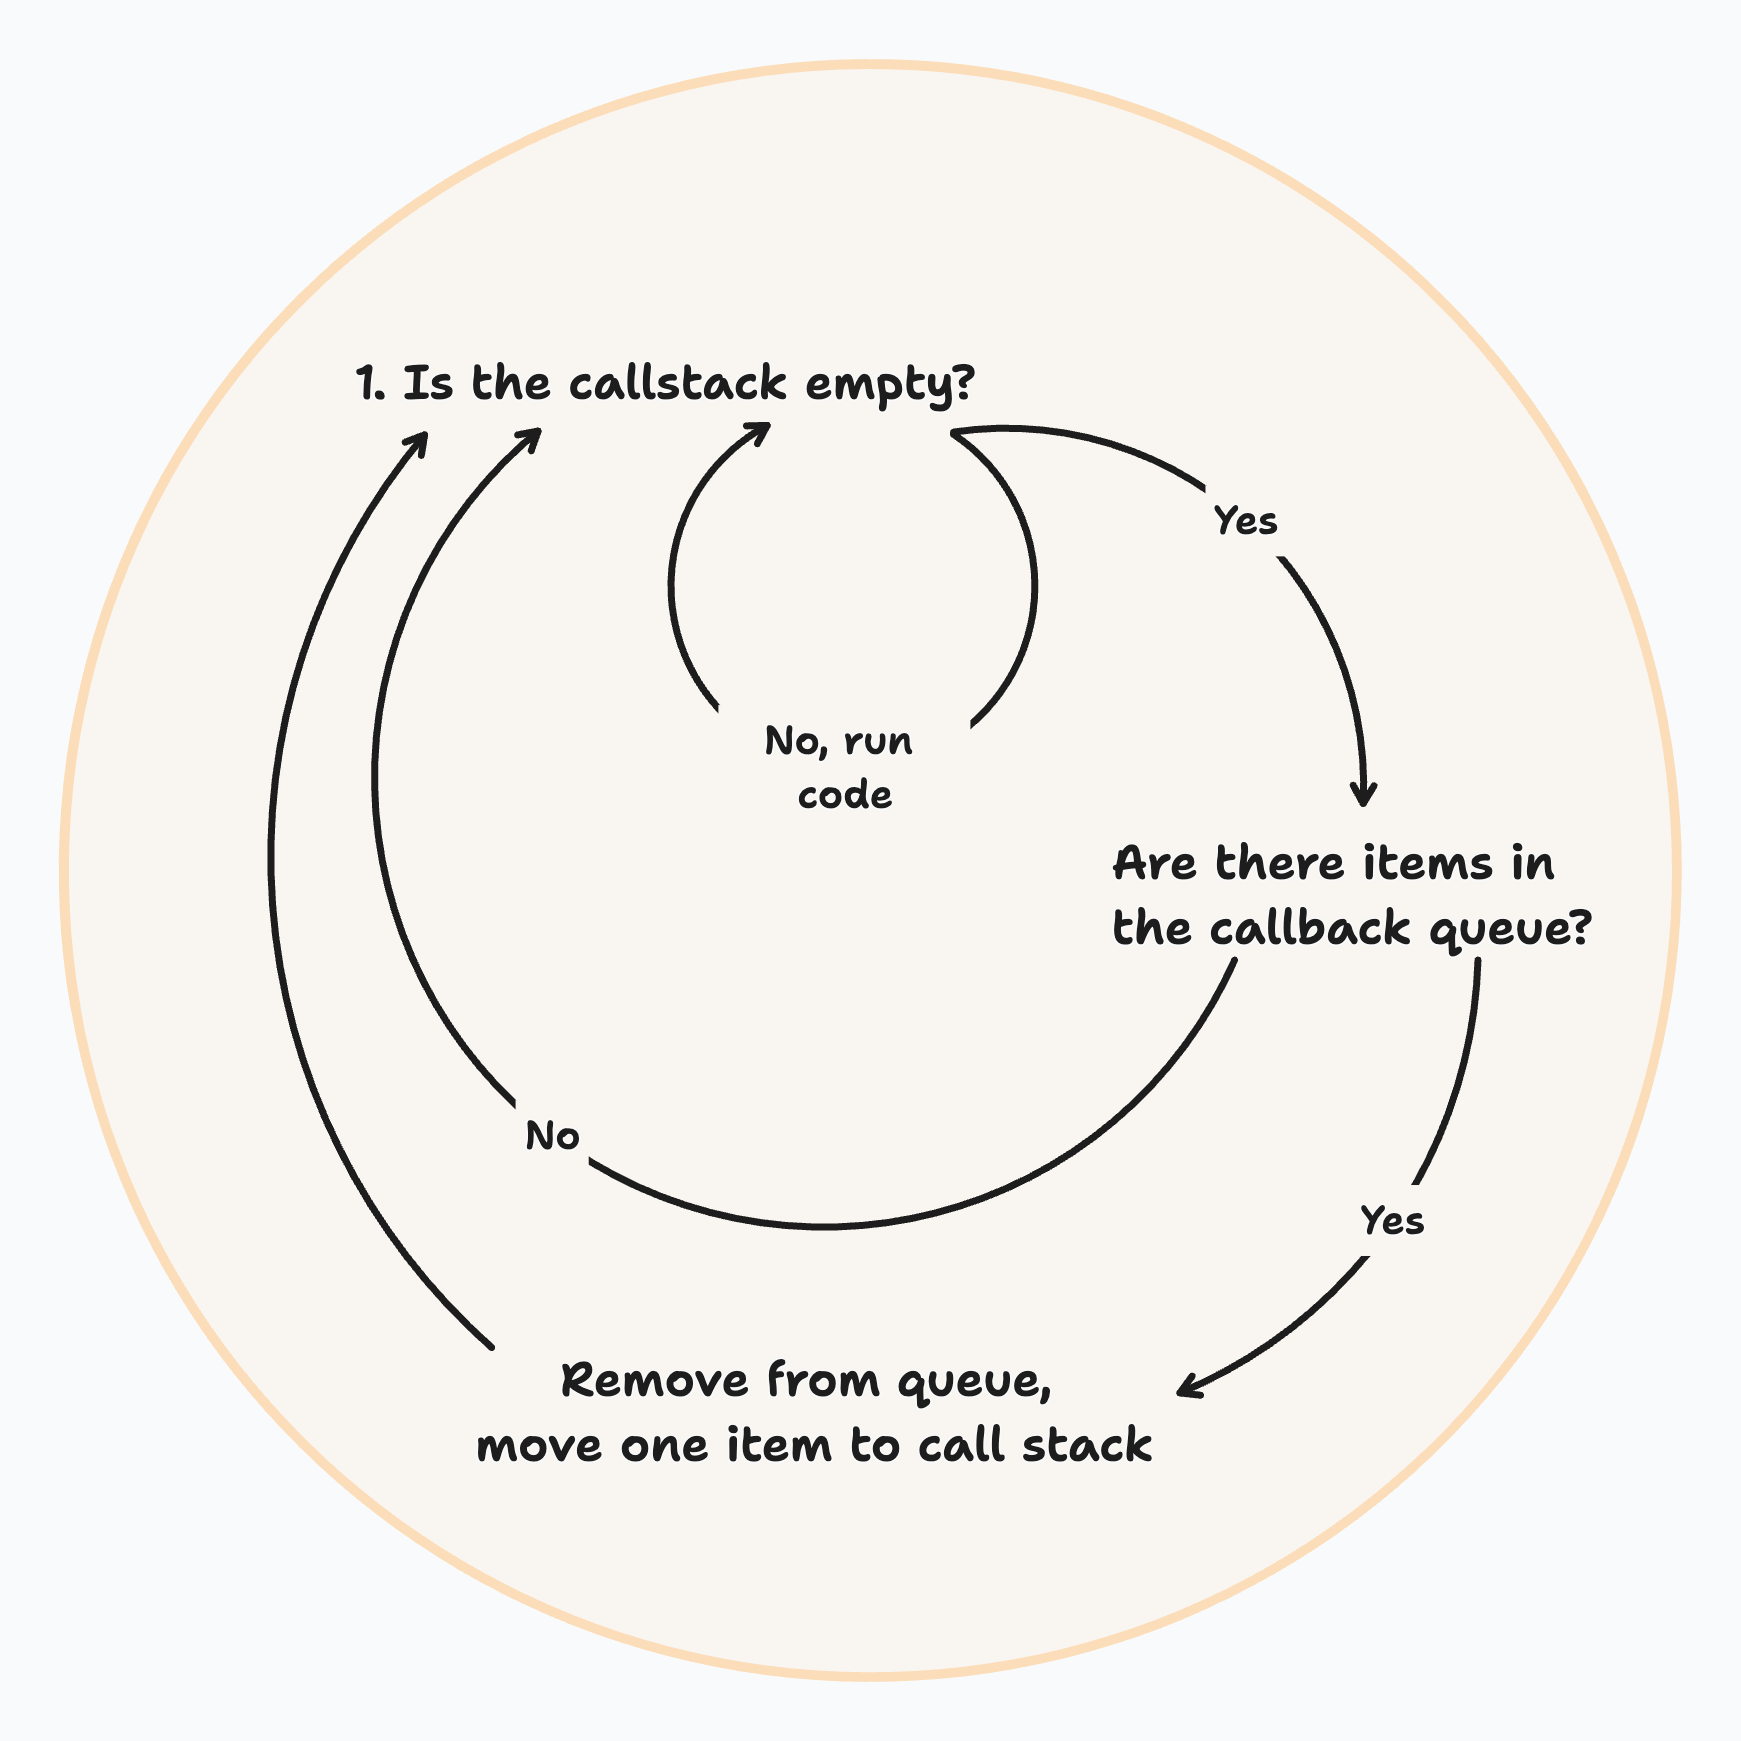 1. Is the callstack empty?
Yes
No, run
code
Are there items in
the callback queue?
No
Yes
Remove from queue,
move one item to call stack